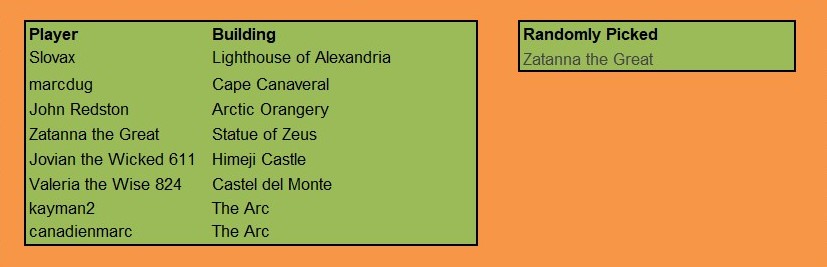 Player Building
Slovax Lighthouse of Alexandria
marcdug Cape Canaveral
John Redston Arctic Orangery
Zatanna the Great Statue of Zeus
Jovian the Wicked 611 Himeji Castle
Valeria the Wise 824 Castel del Monte
kayman2 The Arc
canadienmarc The Arc
Randomly Picked
Zatanna the Great